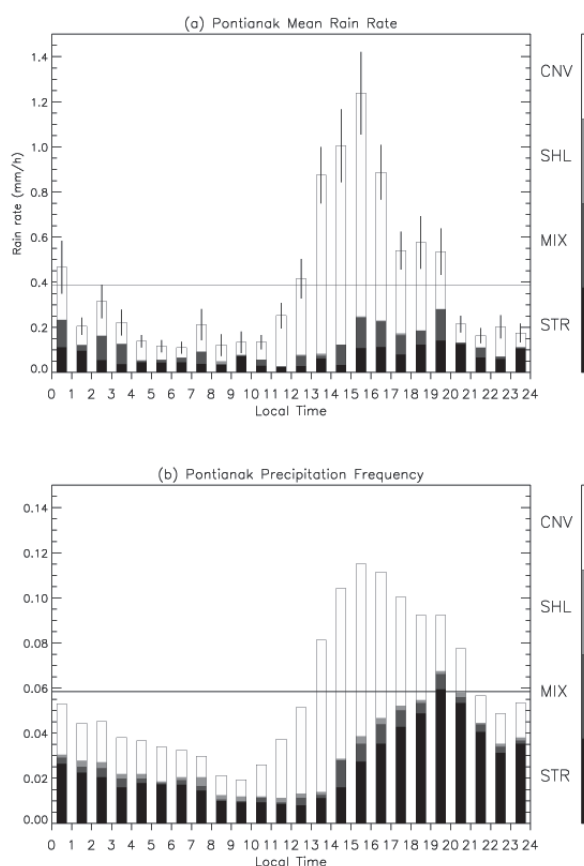 (a) Pontianak Mean Rain Rate
1.4
1.2
1.0
0.8
0.6
0.4
0.2
0.0
Rain rate (mm/h)
CNV
SHL
MIX
STR
0 1 2 3 4 5 6 7 8 9 10 11 12 13 14 15 16 17 18 19 20 21 22 23 24
Local Time
(b) Pontianak Precipitation Frequency
0.14
0.12
0.10
0.08
0.06
0.04
0.02
0.00
CNV
SHL
MIX
STR
0 1 2 3 4 5 6 7 8 9 10 11 12 13 14 15 16 17 18 19 20 21 22 23 24
Local Time